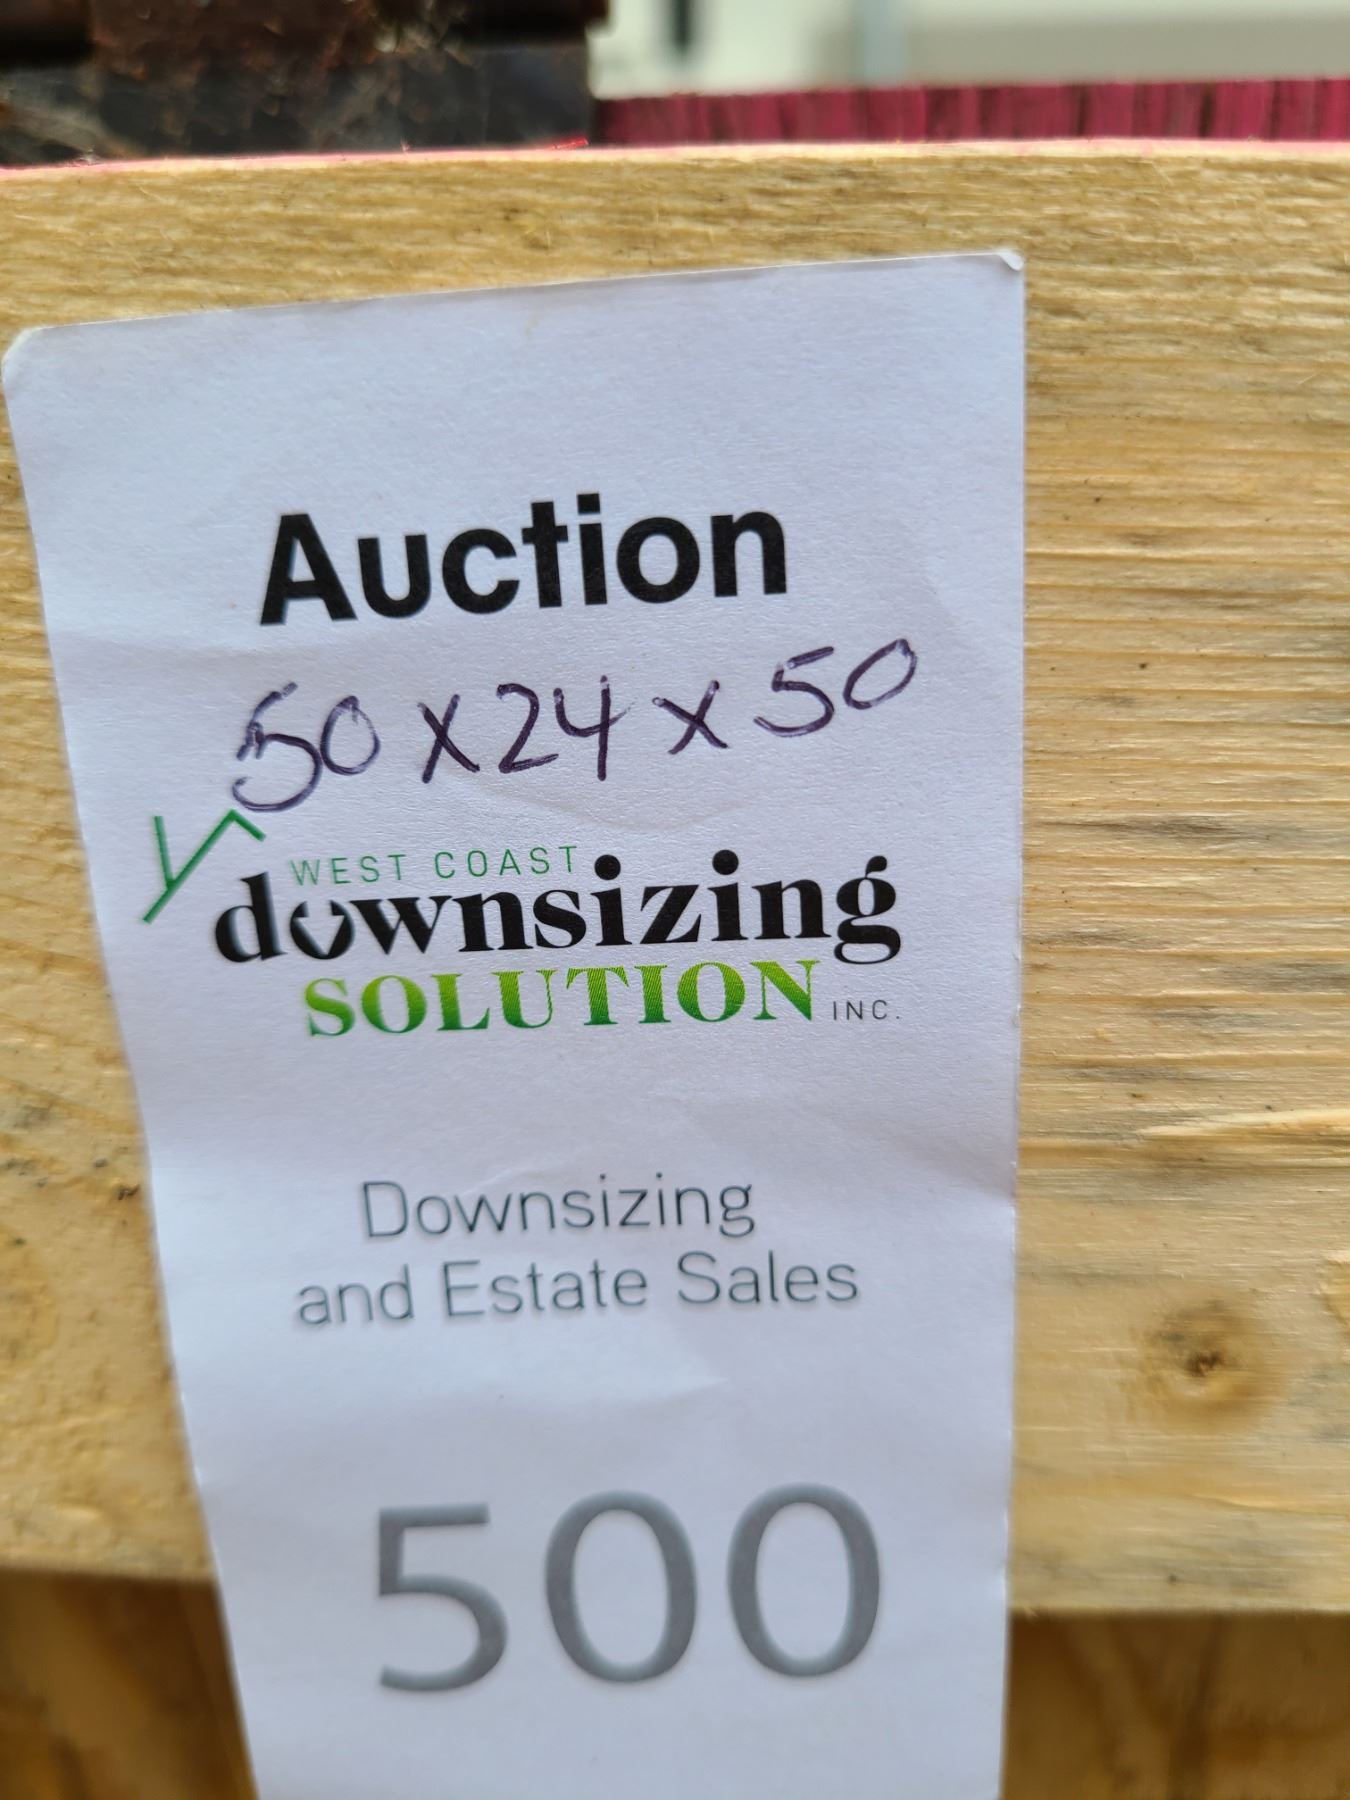 Auction
50 x 24 x 50
WEST COAST
downsizing
SOLUTION INC.
Downsizing
and Estate Sales
500